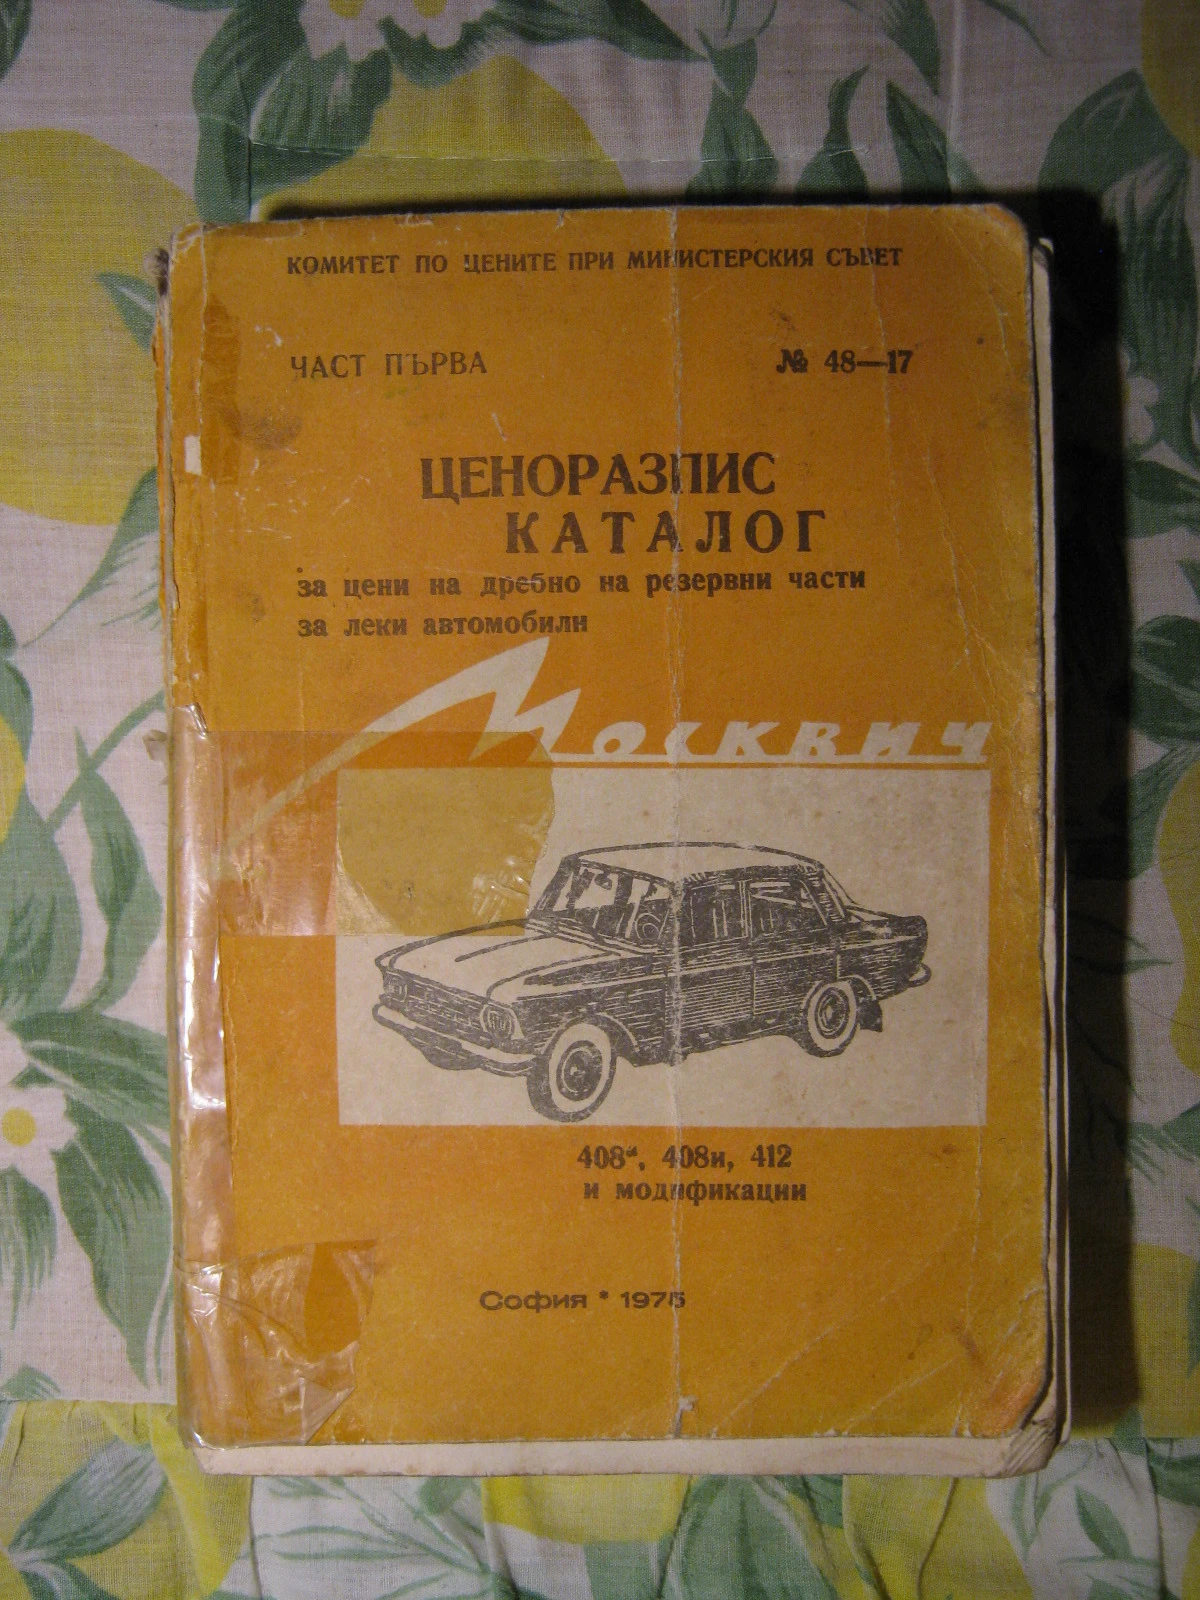 КОМИТЕТ ПО ЦЕНИТЕ ПРИ МИНИСТЕРСКИЯ СЪВЕТ
ЧАСТ ПЪРВА № 48—17
ЦЕНОРАЗПИС
КАТАЛОГ
за цени на дребно на резервни части
за леки автомобили
Москвич
408“, 408и, 412
и модификации
София * 1975